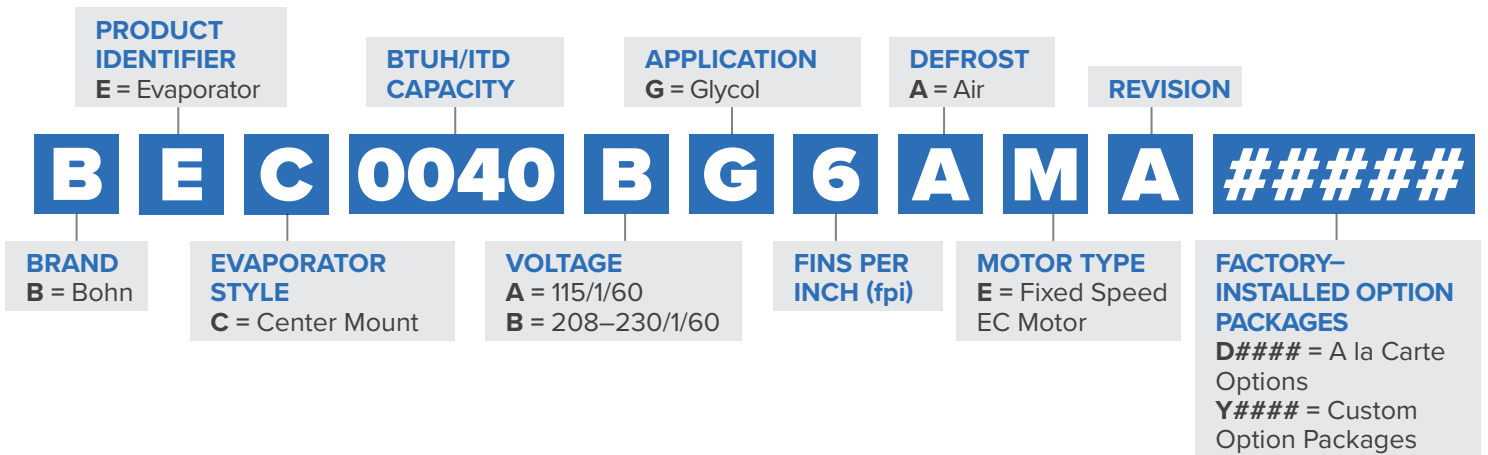 PRODUCT
IDENTIFIER
E = Evaporator
BTUH/ITD
CAPACITY
APPLICATION
G = Glycol
DEFROST
A = Air
REVISION
B E C 0040 B G 6 A M A #####
BRAND
B = Bohn
EVAPORATOR
STYLE
C = Center Mount
VOLTAGE
A = 115/1/60
B = 208–230/1/60
FINS PER
INCH (fpi)
MOTOR TYPE
E = Fixed Speed
EC Motor
FACTORY–
INSTALLED OPTION
PACKAGES
D#### = A la Carte
Options
Y#### = Custom
Option Packages